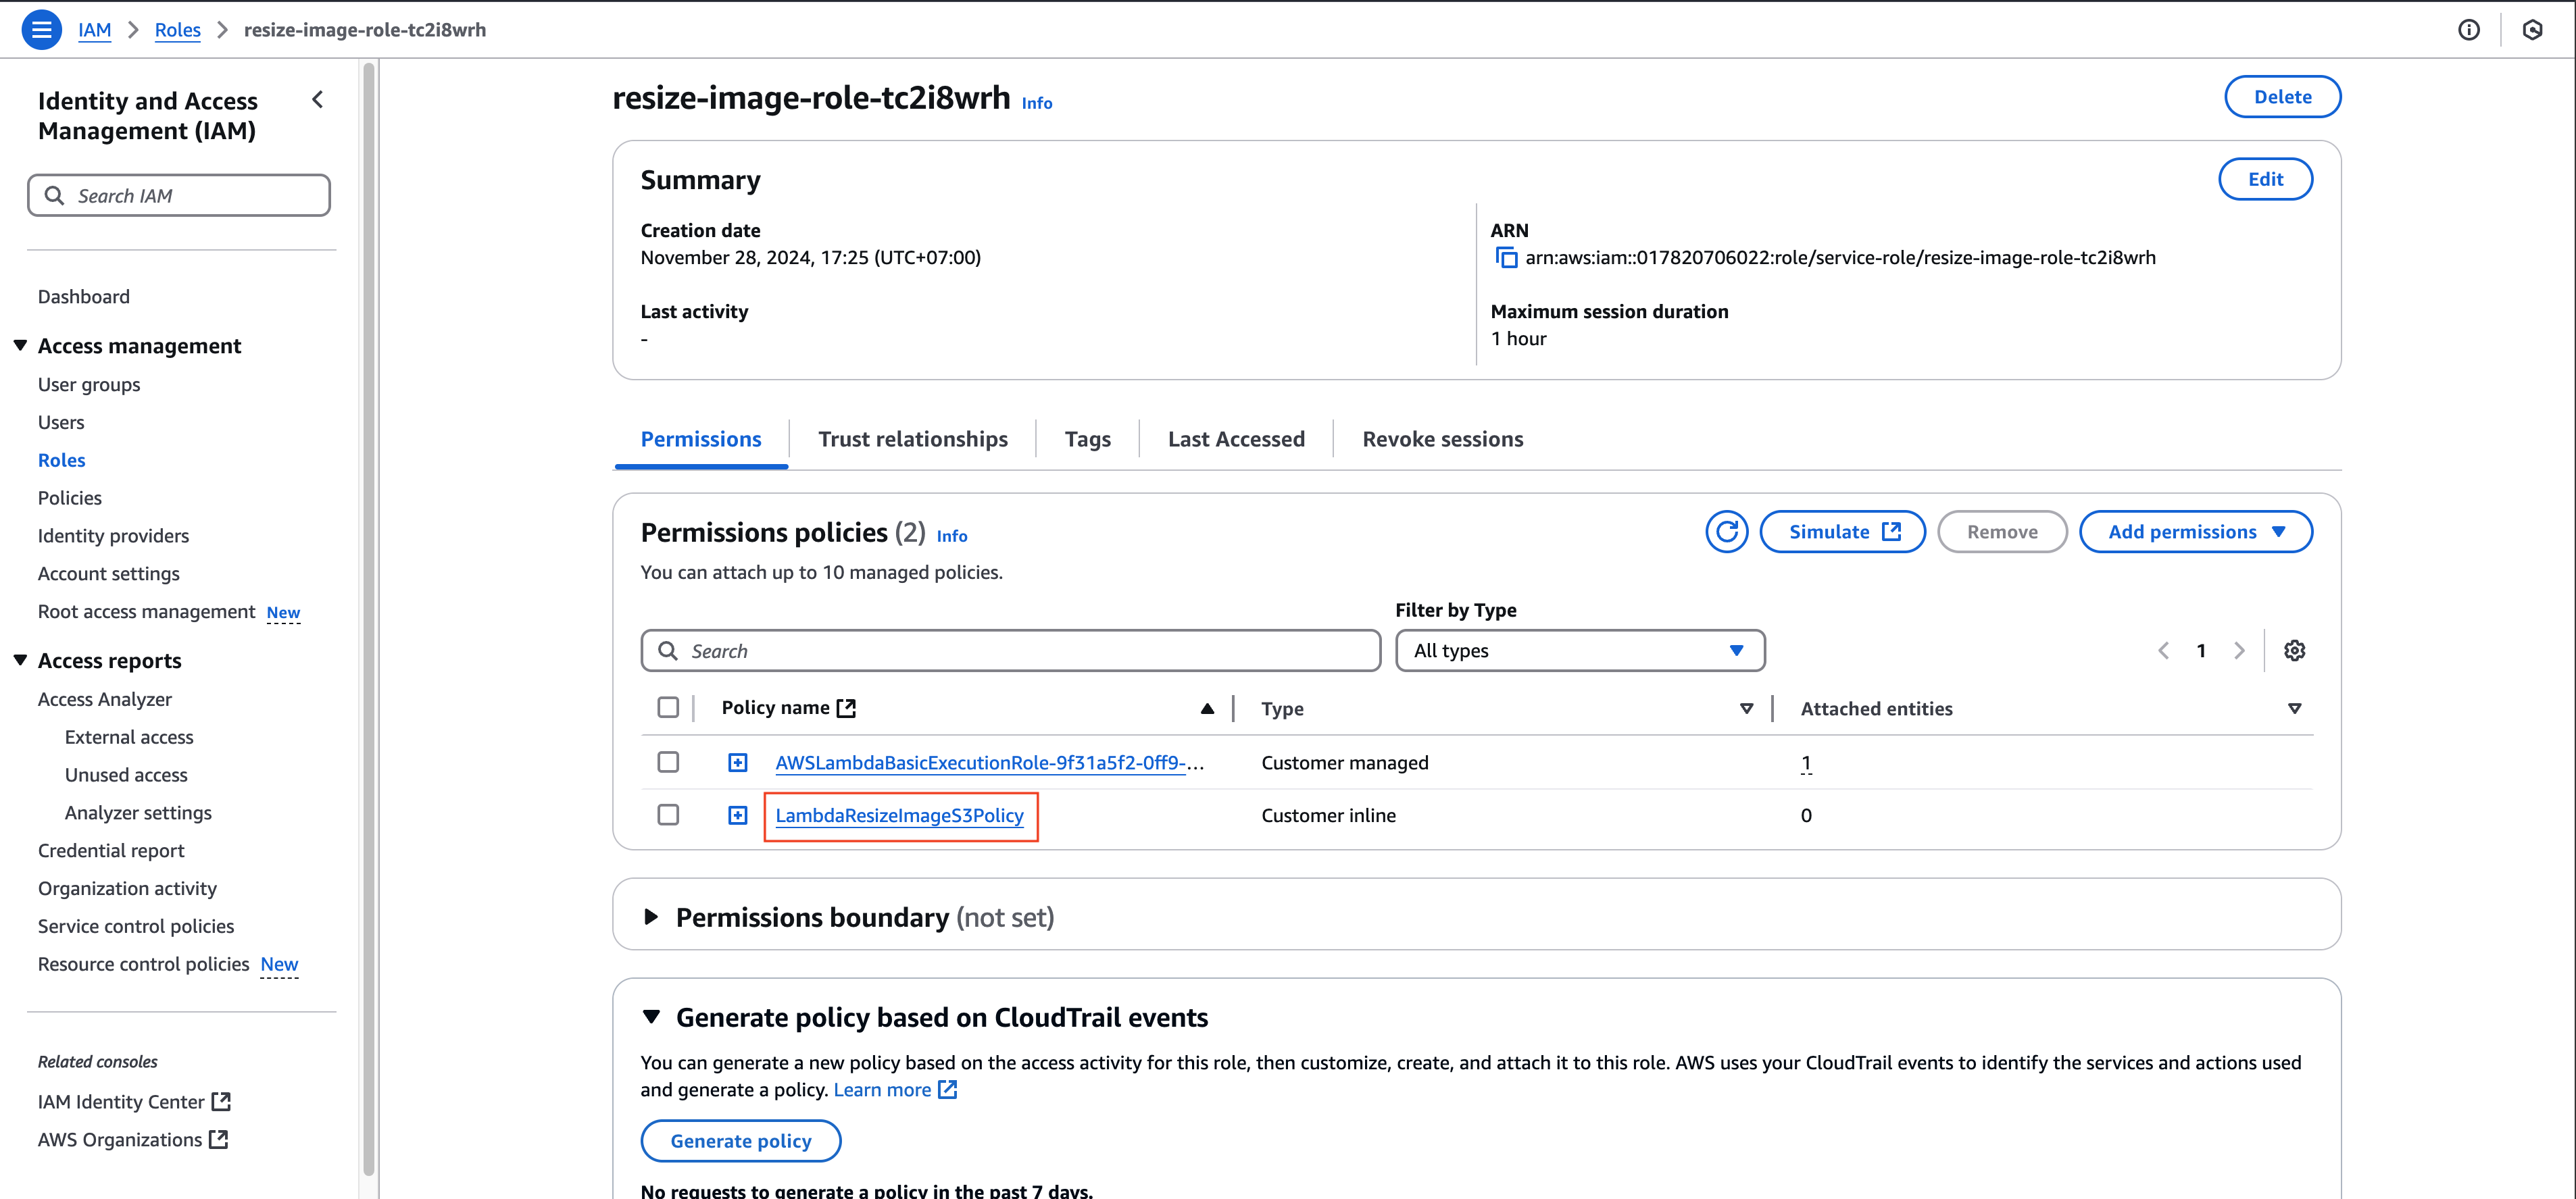 IAM > Roles > resize-image-role-tc2i8wrh
Identity and Access
Management (IAM)
Search IAM
Dashboard
Access management
User groups
Users
Roles
Policies
Identity providers
Account settings
Root access management New
Access reports
Access Analyzer
External access
Unused access
Analyzer settings
Credential report
Organization activity
Service control policies
Resource control policies New
Related consoles
IAM Identity Center
AWS Organizations
resize-image-role-tc2i8wrh Info
Delete
Summary
Edit
Creation date
November 28, 2024, 17:25 (UTC+07:00)
ARN
arn:aws:iam::017820706022:role/service-role/resize-image-role-tc2i8wrh
Last activity
-
Maximum session duration
1 hour
Permissions
Trust relationships
Tags
Last Accessed
Revoke sessions
Permissions policies (2) Info
Simulate
Remove
Add permissions
You can attach up to 10 managed policies.
Filter by Type
Search
All types
1
Policy name
Type
Attached entities
AWSLambdaBasicExecutionRole-9f31a5f2-0ff9-...
Customer managed
1
LambdaResizeImageS3Policy
Customer inline
0
Permissions boundary (not set)
Generate policy based on CloudTrail events
You can generate a new policy based on the access activity for this role, then customize, create, and attach it to this role. AWS uses your CloudTrail events to identify the services and actions used
and generate a policy. Learn more
Generate policy
No requests to generate a policy in the past 7 days.